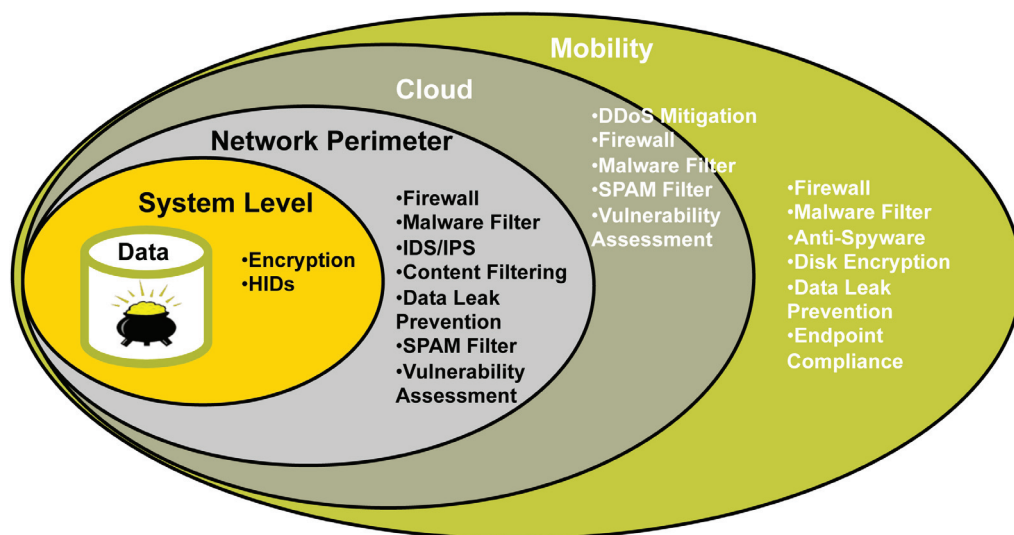 Mobility
Cloud
Network Perimeter
System Level
Data
•Encryption
•HIDs
•Firewall
•Malware Filter
•IDS/IPS
•Content Filtering
•Data Leak
Prevention
•SPAM Filter
•Vulnerability
Assessment
•DDoS Mitigation
•Firewall
•Malware Filter
•SPAM Filter
•Vulnerability
Assessment
•Firewall
•Malware Filter
•Anti-Spyware
•Disk Encryption
•Data Leak
Prevention
•Endpoint
Compliance